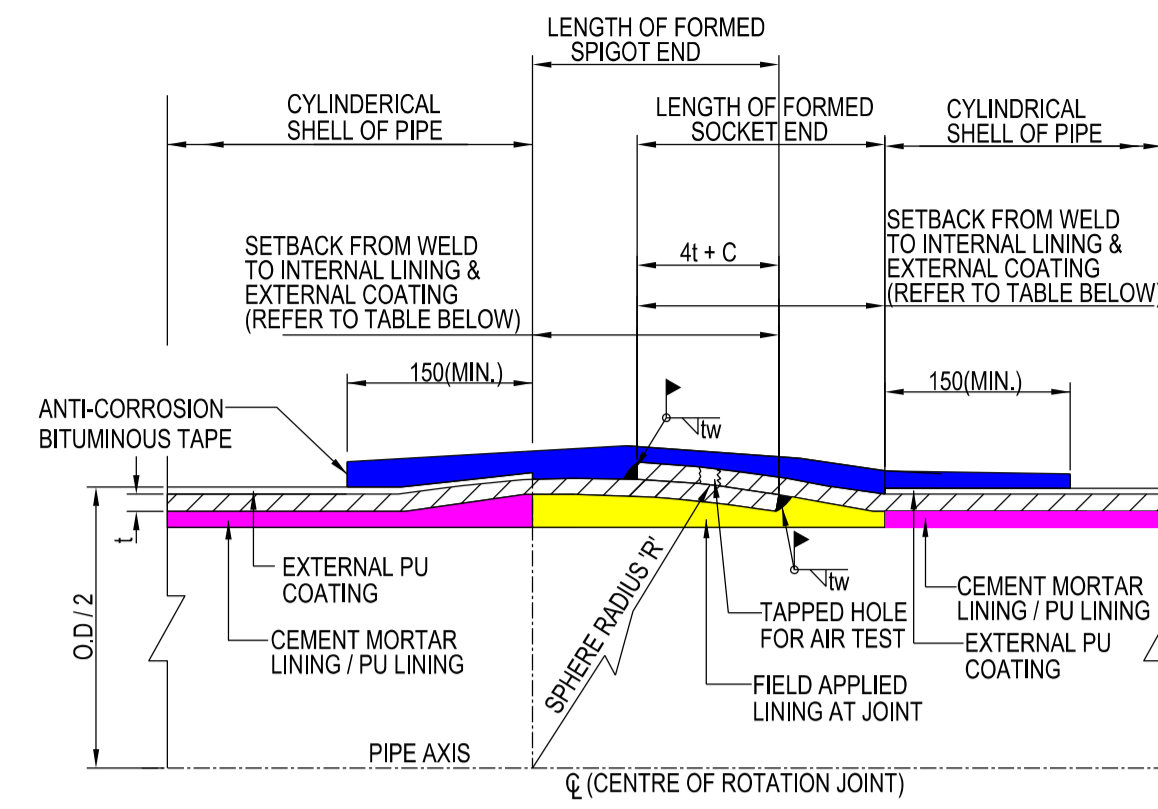 LENGTH OF FORMED
SPIGOT END
CYLINDERICAL
SHELL OF PIPE
LENGTH OF FORMED
SOCKET END
CYLINDRICAL
SHELL OF PIPE
SETBACK FROM WELD
TO INTERNAL LINING &
EXTERNAL COATING
(REFER TO TABLE BELOW)
4t + C
SETBACK FROM WELD
TO INTERNAL LINING &
EXTERNAL COATING
(REFER TO TABLE BELOW)
150(MIN.)
150(MIN.)
ANTI-CORROSION
BITUMINOUS TAPE
tw
t
O.D / 2
EXTERNAL PU
COATING
CEMENT MORTAR
LINING / PU LINING
SPHERE RADIUS 'R'
tw
TAPPED HOLE
FOR AIR TEST
FIELD APPLIED
LINING AT JOINT
CEMENT MORTAR
LINING / PU LINING
EXTERNAL PU
COATING
PIPE AXIS
℄ (CENTRE OF ROTATION JOINT)